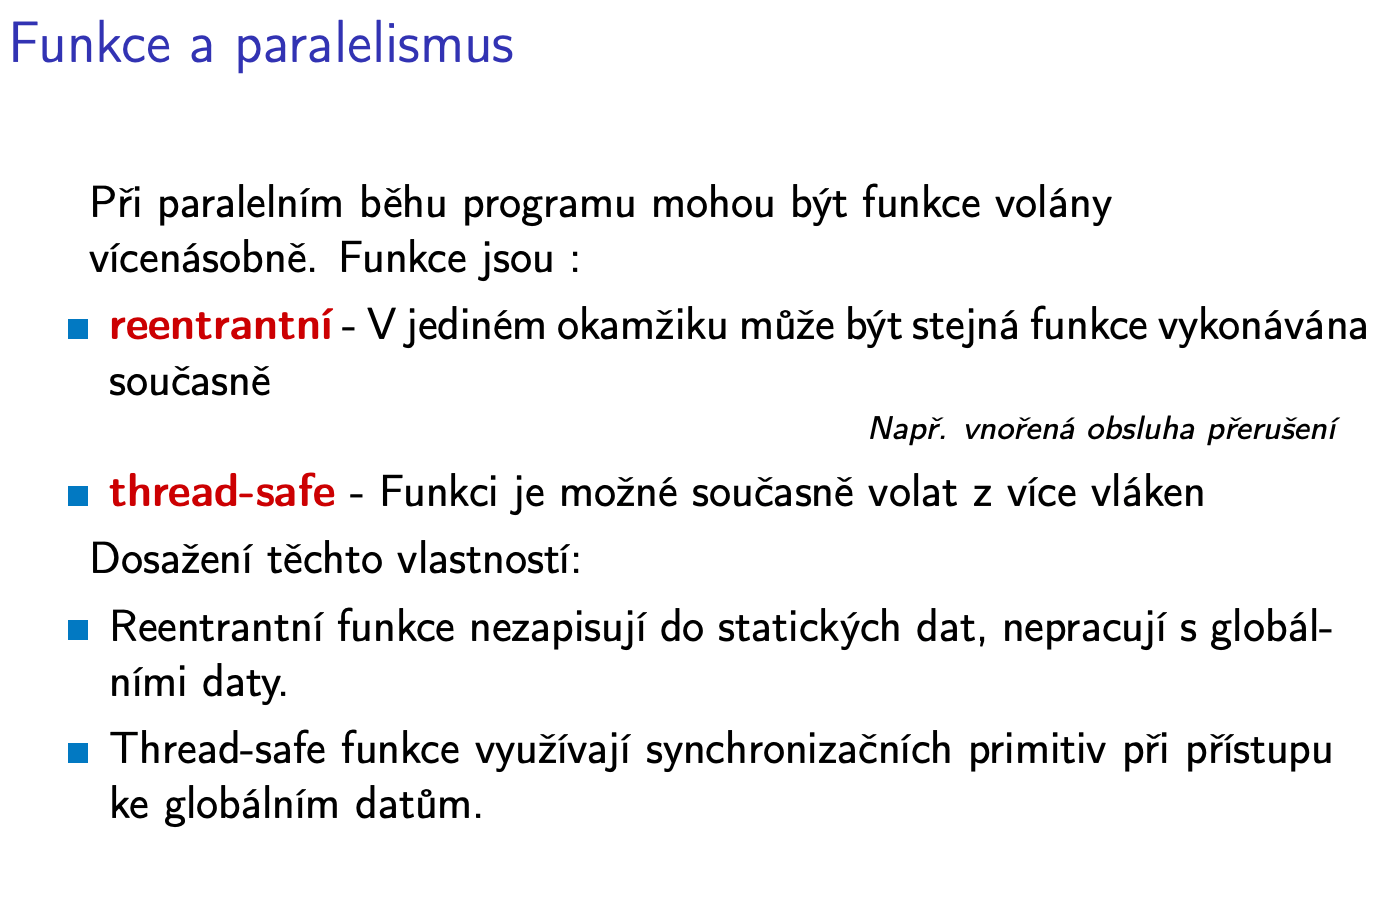 Funkce a paralelismus
Při paralelním běhu programu mohou být funkce volány
vícenásobně. Funkce jsou :
reentrantní - V jediném okamžiku může být stejná funkce vykonávána
současně
Např. vnořená obsluha přerušení
thread-safe - Funkci je možné současně volat z více vláken
Dosažení těchto vlastností:
Reentrantní funkce nezapisují do statických dat, nepracují s globál-
ními daty.
Thread-safe funkce využívají synchronizačních primitiv při přístupu
ke globálním datům.